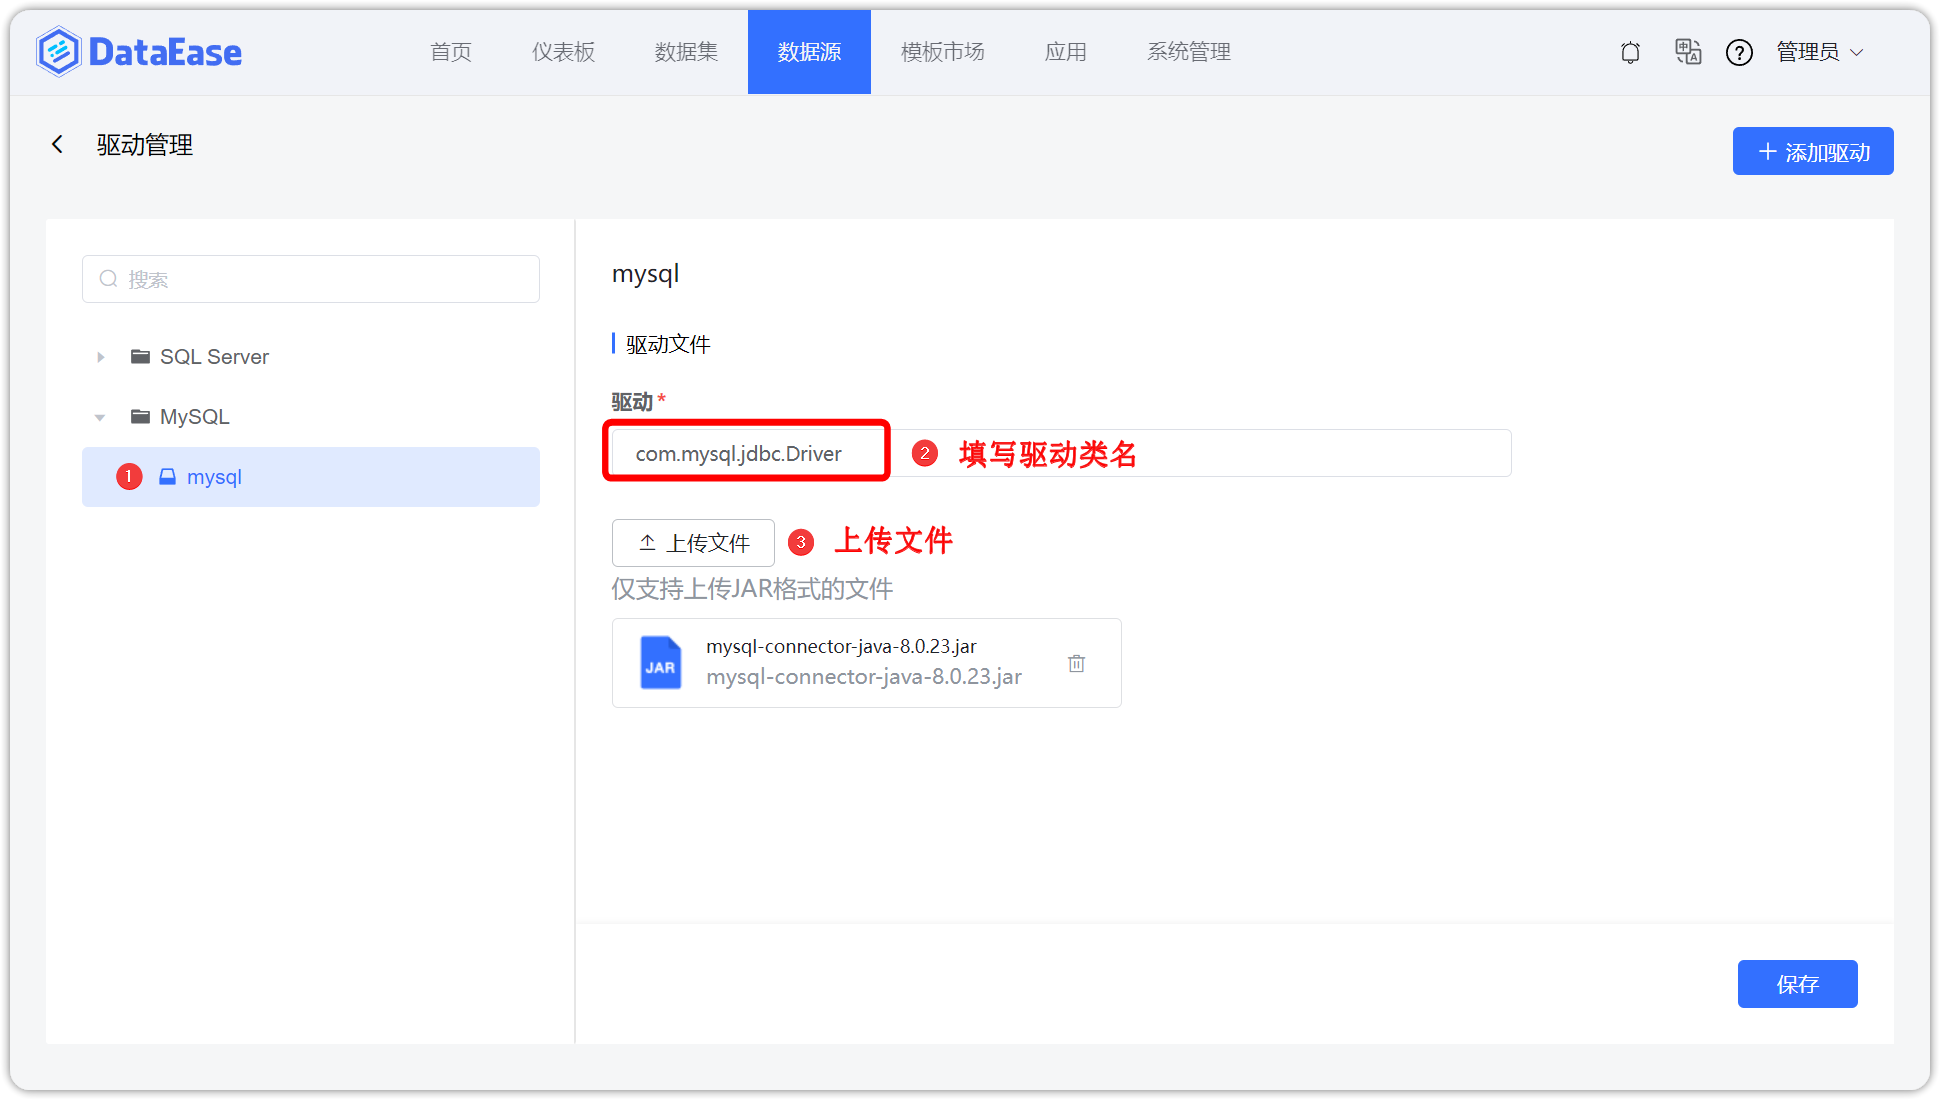 DataEase 首页 仪表板 数据集 数据源 模板市场 应用 系统管理 中 A ? 管理员
驱动管理
+ 添加驱动
搜索
SQL Server
MySQL
1 mysql
mysql
驱动文件
驱动*
com.mysql.jdbc.Driver 2 填写驱动类名
上传文件 3 上传文件
仅支持上传JAR格式的文件
JAR
mysql-connector-java-8.0.23.jar
mysql-connector-java-8.0.23.jar
保存